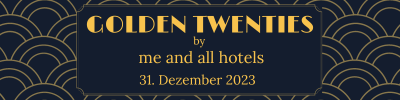 GOLDEN TWENTIES
by
me and all hotels
31. Dezember 2023